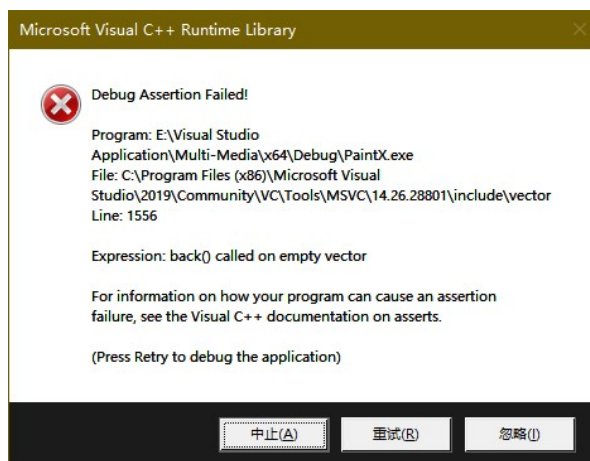 Microsoft Visual C++ Runtime Library
Debug Assertion Failed!
Program: E:\Visual Studio
Application\Multi-Media\x64\Debug\PaintX.exe
File: C:\Program Files (x86)\Microsoft Visual
Studio\2019\Community\VC\Tools\MSVC\14.26.28801\include\vector
Line: 1556
Expression: back() called on empty vector
For information on how your program can cause an assertion
failure, see the Visual C++ documentation on asserts.
(Press Retry to debug the application)
中止(A) 重试(R) 忽略(I)